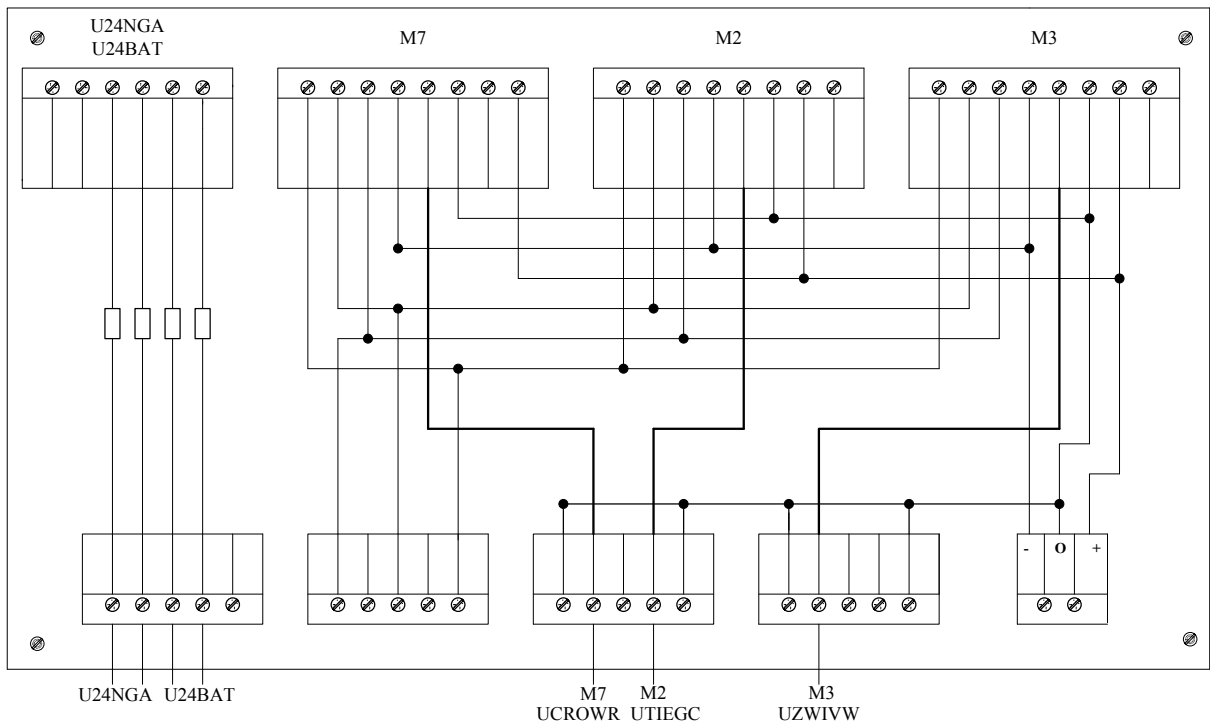 U24NGA
U24BAT
M7
M2
M3
- O +
U24NGA U24BAT
M7 M2 M3
UCROWR UTIEGC UZWIVW